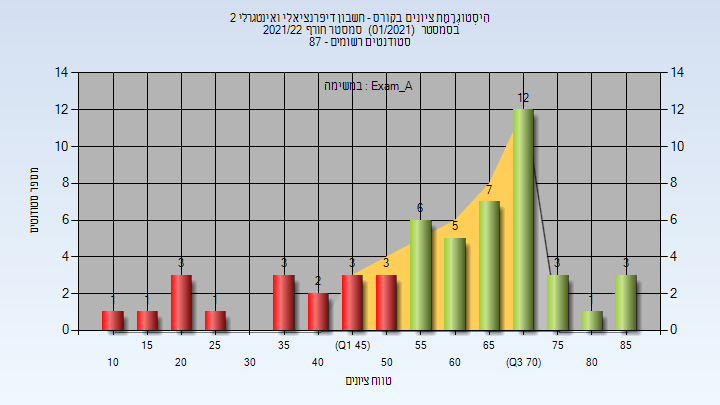 היסטוגרמת ציונים בקורס - חשבון דיפרנציאלי ואינטגרלי 2
בסמסטר (01/2021) סמסטר חורף 2021/22
סטודנטים רשומים - 87
במשימה : Exam_A
מספר סטודנטים
14 14
12 12
10 10
8 8
6 6
4 4
2 2
0 0
1 1 3 1 3 2 3 3 6 5 7 12 3 1 3
15 25 35 (Q1 45) 55 65 75 85
10 20 30 40 50 60 (Q3 70) 80
טווח ציונים